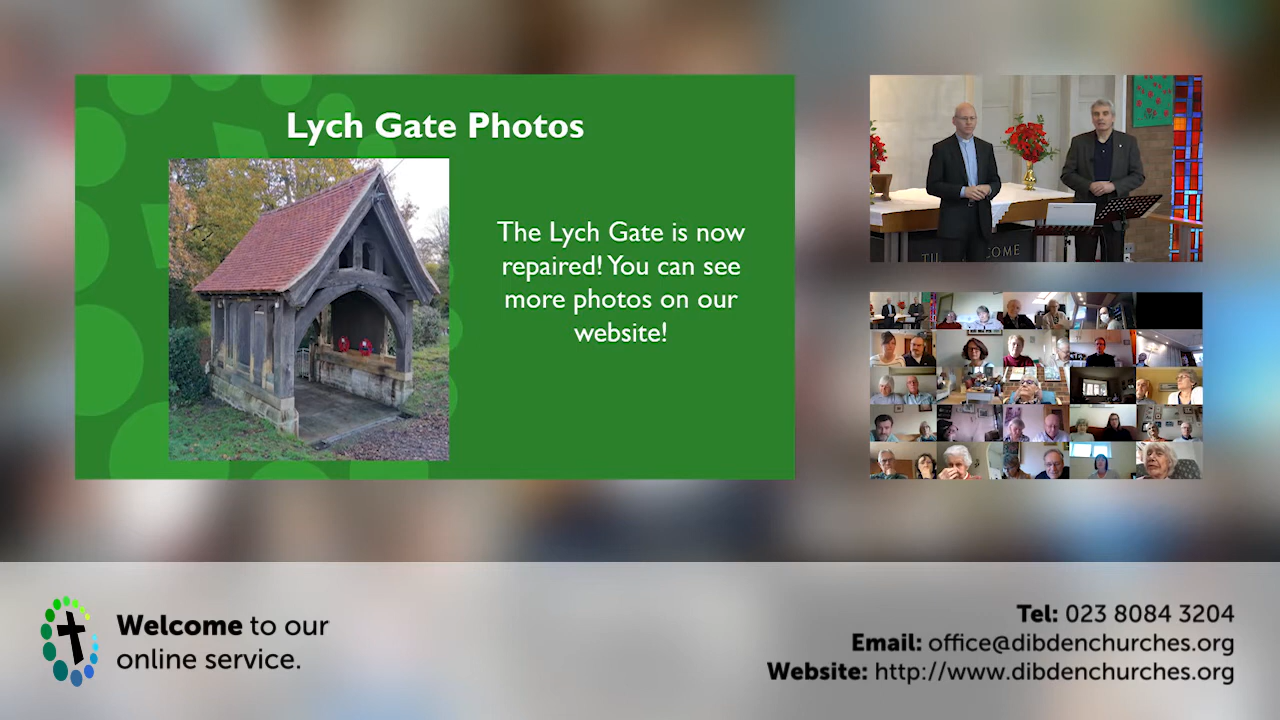 Lych Gate Photos
The Lych Gate is now
repaired! You can see
more photos on our
website!
COME
Welcome to our
online service.
Tel: 023 8084 3204
Email: office@dibdenchurches.org
Website: http://www.dibdenchurches.org